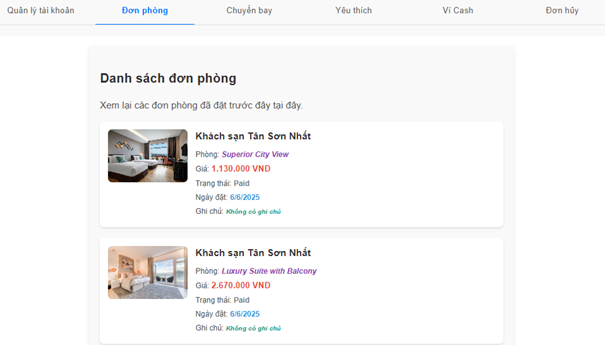 Quản lý tài khoản Đơn phòng Chuyến bay Yêu thích Ví Cash Đơn hủy
Danh sách đơn phòng
Xem lại các đơn phòng đã đặt trước đây tại đây.
Khách sạn Tân Sơn Nhất
Phòng: Superior City View
Giá: 1.130.000 VND
Trạng thái: Paid
Ngày đặt: 6/6/2025
Ghi chú: Không có ghi chú
Khách sạn Tân Sơn Nhất
Phòng: Luxury Suite with Balcony
Giá: 2.670.000 VND
Trạng thái: Paid
Ngày đặt: 6/6/2025
Ghi chú: Không có ghi chú